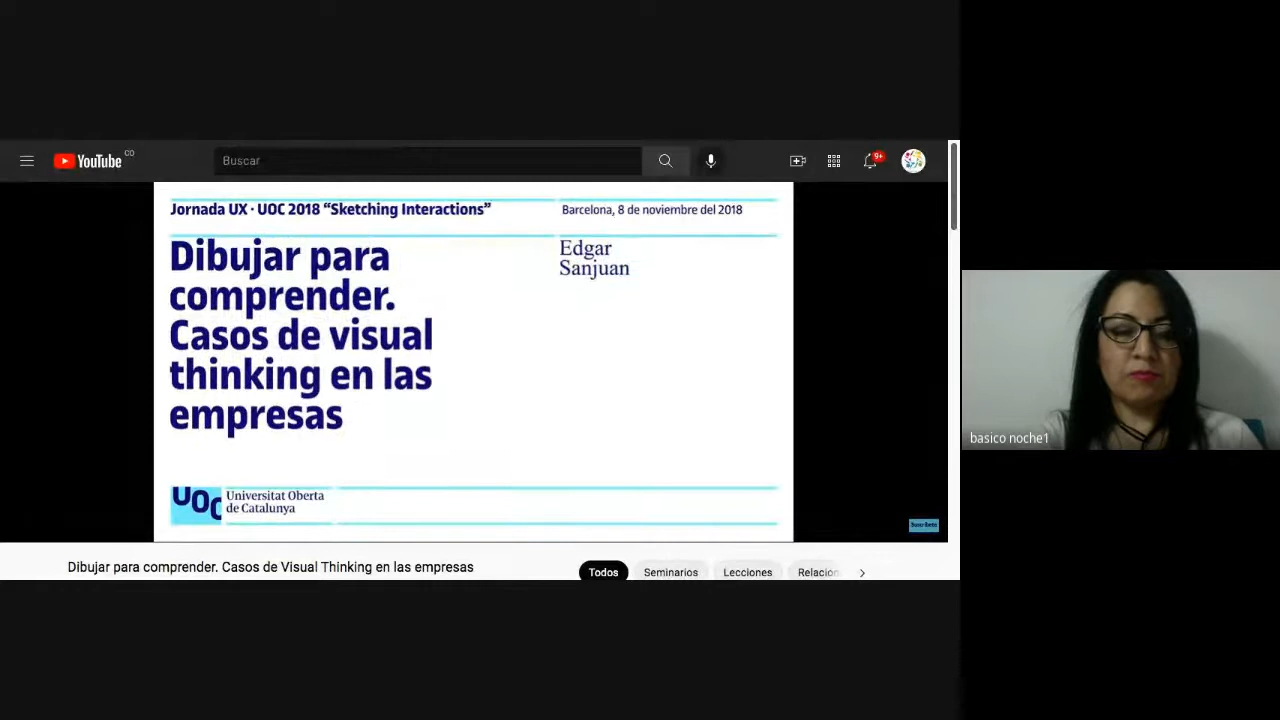 YouTube CO
Buscar
9+
Jornada UX · UOC 2018 “Sketching Interactions”
Barcelona, 8 de noviembre del 2018
Dibujar para
comprender.
Casos de visual
thinking en las
empresas
Edgar
Sanjuan
UOC
Universitat Oberta
de Catalunya
Suscríbete
Dibujar para comprender. Casos de Visual Thinking en las empresas
Todos
Seminarios
Lecciones
Relacion
basico noche1